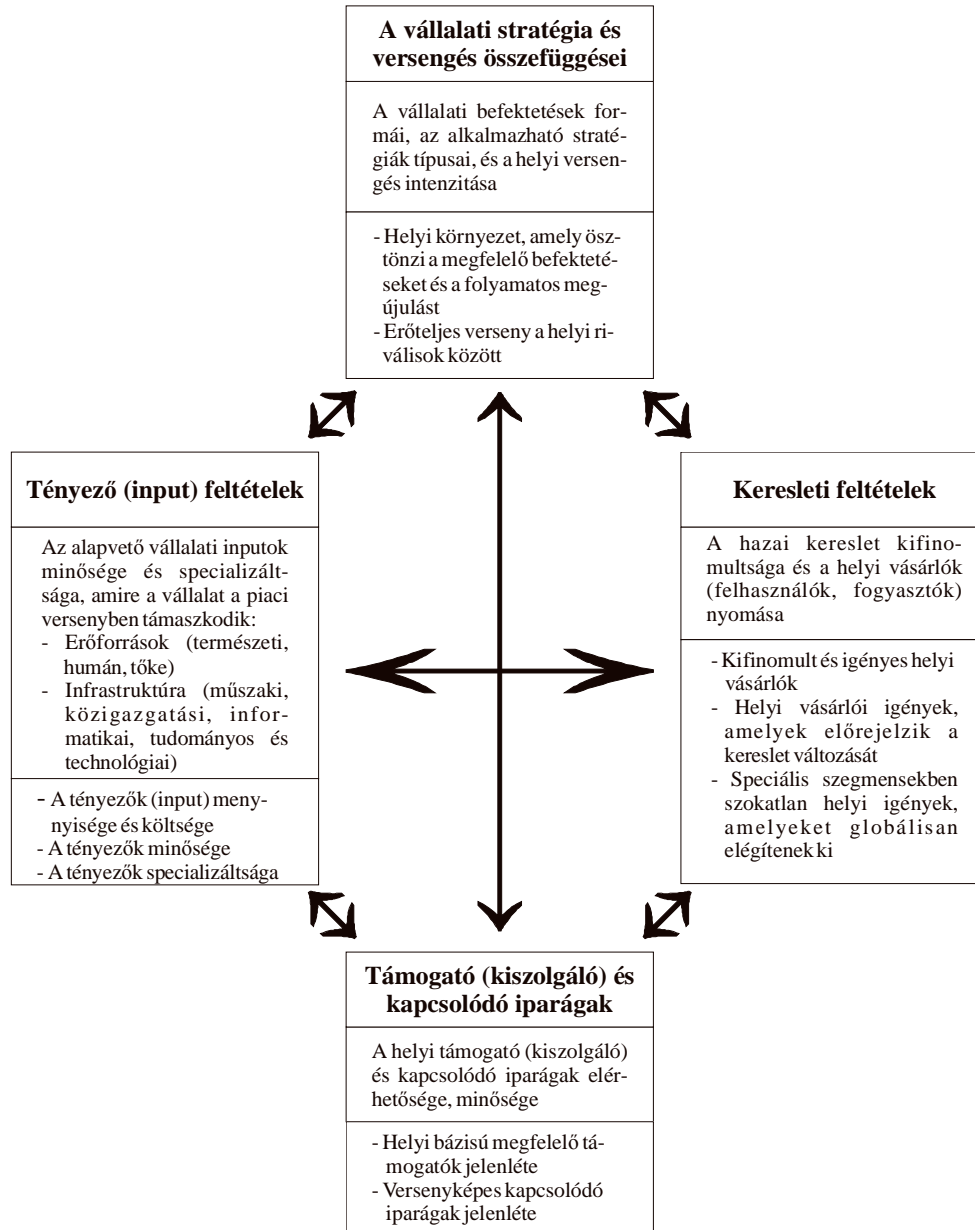 A vállalati stratégia és
versengés összefüggései
A vállalati befektetések for-
mái, az alkalmazható straté-
giák típusai, és a helyi versen-
gés intenzitása
- Helyi környezet, amely ösz-
tönzi a megfelelő befekteté-
seket és a folyamatos meg-
újulást
- Erőteljes verseny a helyi ri-
válisok között
Tényező (input) feltételek
Az alapvető vállalati inputok
minősége és specializált-
sága, amire a vállalat a piaci
versenyben támaszkodik:
- Erőforrások (természeti,
humán, tőke)
- Infrastruktúra (műszaki,
közigazgatási, infor-
matikai, tudományos és
technológiai)
- A tényezők (input) meny-
nyisége és költsége
- A tényezők minősége
- A tényezők specializáltsága
Keresleti feltételek
A hazai kereslet kifino-
multsága és a helyi vásárlók
(felhasználók, fogyasztók)
nyomása
- Kifinomult és igényes helyi
vásárlók
- Helyi vásárlói igények,
amelyek előrejelzik a
kereslet változását
- Speciális szegmensekben
szokatlan helyi igények,
amelyeket globálisan
elégítenek ki
Támogató (kiszolgáló) és
kapcsolódó iparágak
A helyi támogató (kiszolgáló)
és kapcsolódó iparágak elér-
hetősége, minősége
- Helyi bázisú megfelelő tá-
mogatók jelenléte
- Versenyképes kapcsolódó
iparágak jelenléte